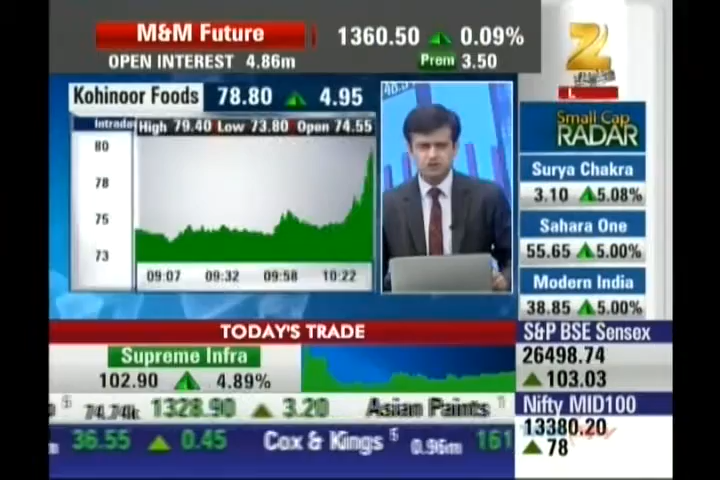 M&M Future
1360.50 0.09%
OPEN INTEREST 4.86m
Prem 3.50
Kohinoor Foods 78.80 4.95
High 79.40 Low 73.80 Open 74.55
80
78
75
73
09:07 09:32 09:58 10:22
Small Cap
RADAR
Surya Chakra
3.10 5.08%
Sahara One
55.65 5.00%
Modern India
38.85 5.00%
TODAY'S TRADE
Supreme Infra
102.90 4.89%
S&P BSE Sensex
26498.74
103.03
Nifty MID100
13380.20
78
74.74k 1328.90 3.20 Asian Paints
36.55 0.45 Cox & Kings 0.96m 161